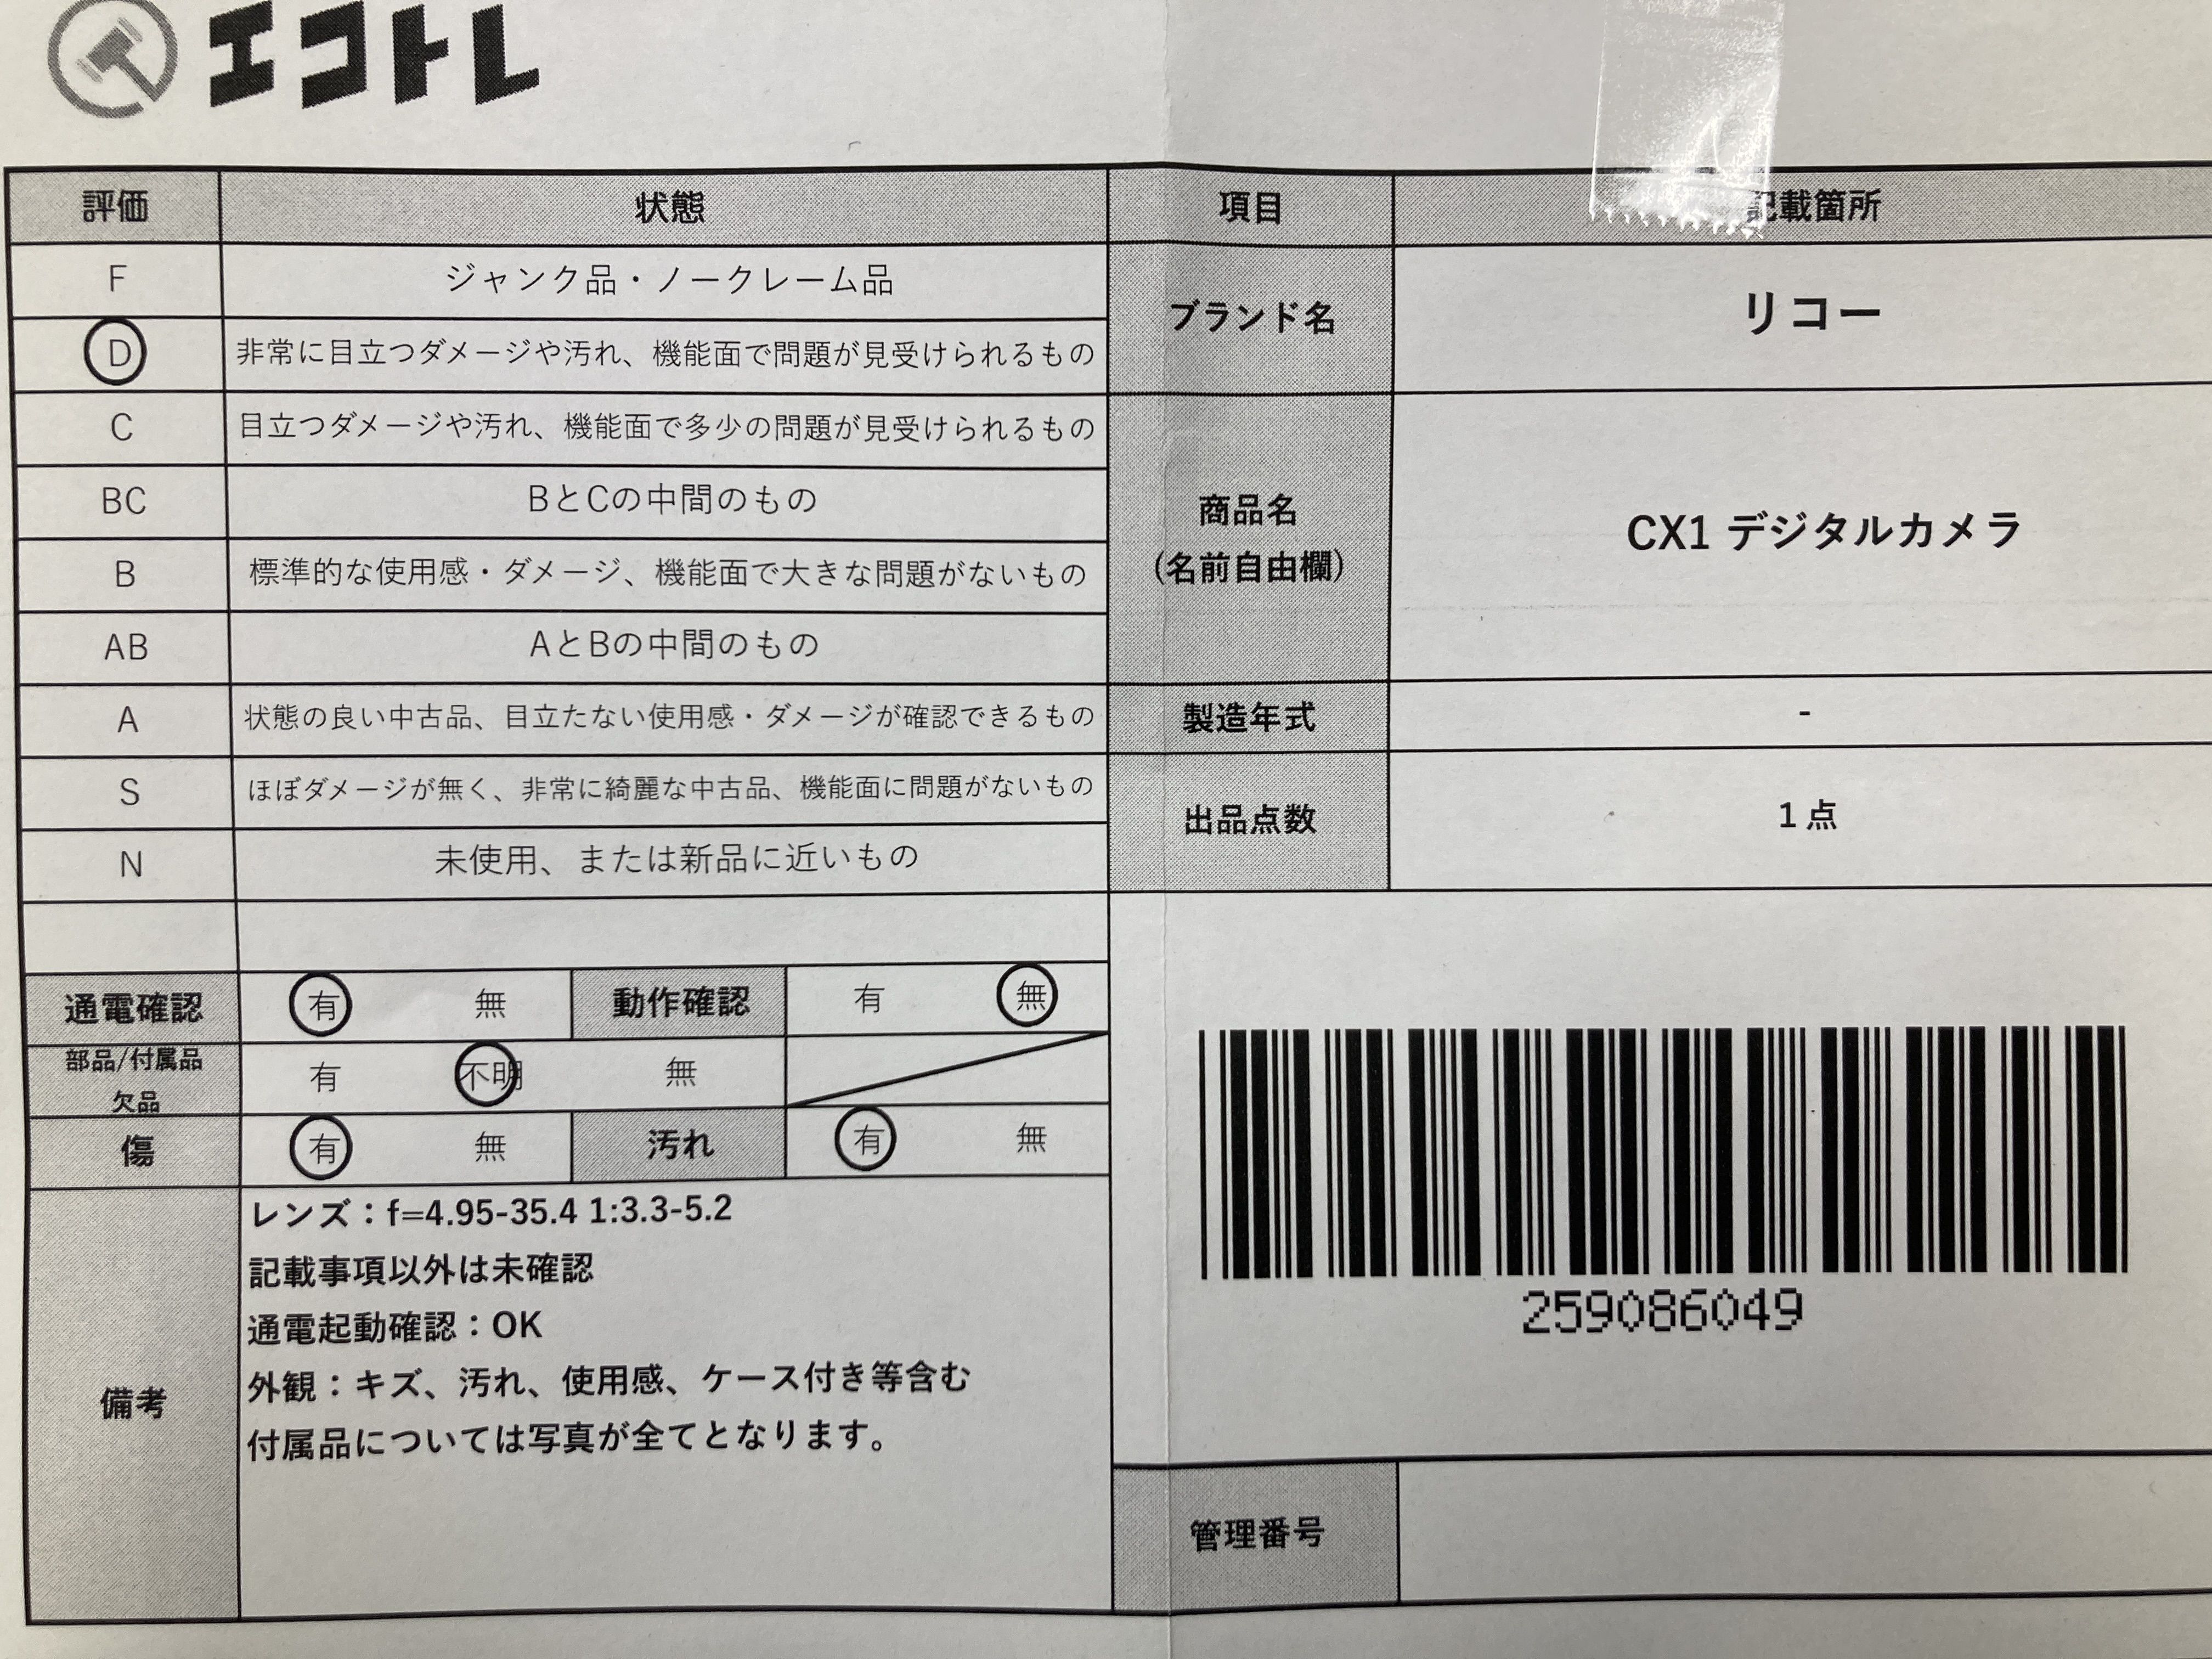 エコトレ
評価 状態 項目 記載箇所
F ジャンク品・ノークレーム品
D 非常に目立つダメージや汚れ、機能面で問題が見受けられるもの
C 目立つダメージや汚れ、機能面で多少の問題が見受けられるもの
BC BとCの中間のもの
B 標準的な使用感・ダメージ、機能面で大きな問題がないもの
AB AとBの中間のもの
A 状態の良い中古品、目立たない使用感・ダメージが確認できるもの
S ほぼダメージが無く、非常に綺麗な中古品、機能面に問題がないもの
N 未使用、または新品に近いもの
ブランド名 リコー
商品名
(名前自由欄)
CX1 デジタルカメラ
製造年式 -
出品点数 1 点
通電確認 有 無 動作確認 有 無
部品/付属品
欠品
有 不明 無
傷 有 無 汚れ 有 無
備考
レンズ：f=4.95-35.4 1:3.3-5.2
記載事項以外は未確認
通電起動確認：OK
外観：キズ、汚れ、使用感、ケース付き等含む
付属品については写真が全てとなります。
259086049
管理番号